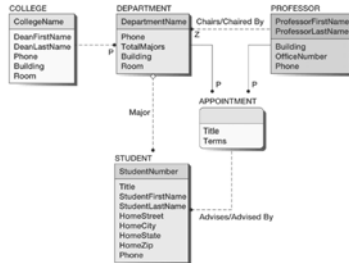 COLLEGE
CollegeName
DeanFirstName
DeanLastName
Phone
Building
Room
P
DEPARTMENT
DepartmentName
Phone
TotalMajors
Building
Room
Chairs/Chaired By
Z
PROFESSOR
ProfessorFirstName
ProfessorLastName
Building
OfficeNumber
Phone
P
P
APPOINTMENT
Title
Terms
Major
STUDENT
StudentNumber
Title
StudentFirstName
StudentLastName
HomeStreet
HomeCity
HomeState
HomeZip
Phone
Advises/Advised By